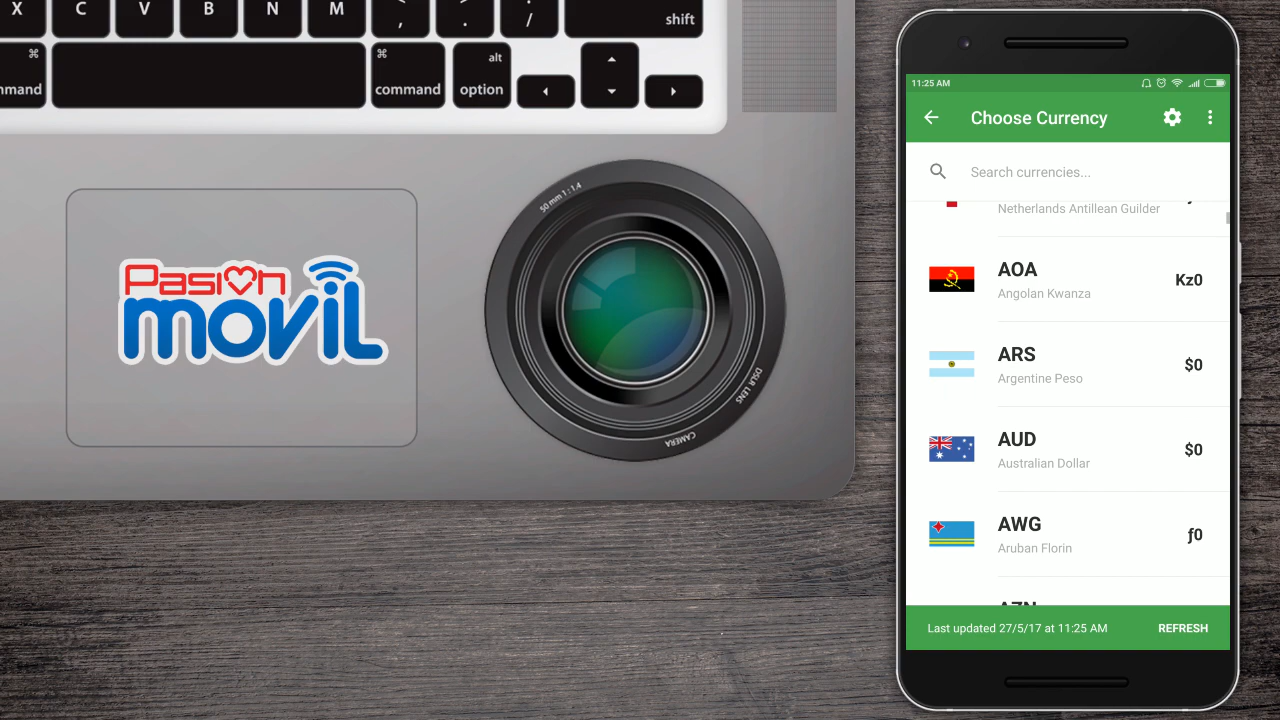 X C V B N M < , > . ? / shift
⌘ mmand ⌘ command alt option
50 mm 1 : 1.4
DSLR LENS
CAMERA
Pasión
movil
11:25 AM
Choose Currency
Search currencies...
Netherlands Antillean Guilder
AOA
Kz0
Angolan Kwanza
ARS
$0
Argentine Peso
AUD
$0
Australian Dollar
AWG
ƒ0
Aruban Florin
AZN
Last updated 27/5/17 at 11:25 AM
REFRESH